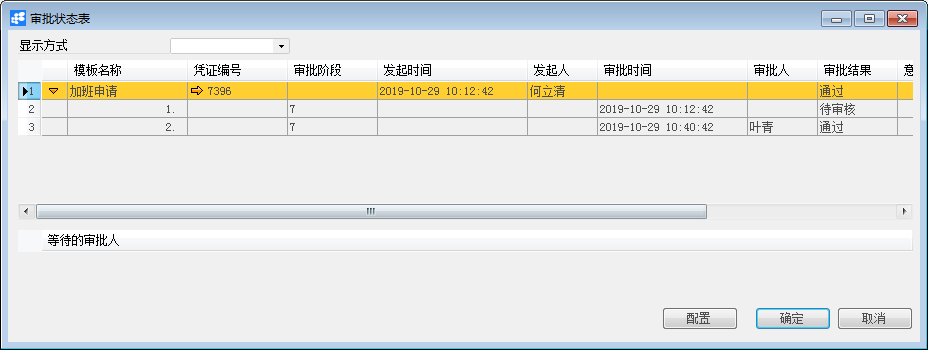 审批状态表
显示方式
模板名称 凭证编号 审批阶段 发起时间 发起人 审批时间 审批人 审批结果 意
1 加班申请 7396 2019-10-29 10:12:42 何立清 通过
2 1. 7 2019-10-29 10:12:42 待审核
3 2. 7 2019-10-29 10:40:42 叶青 通过
等待的审批人
配置 确定 取消